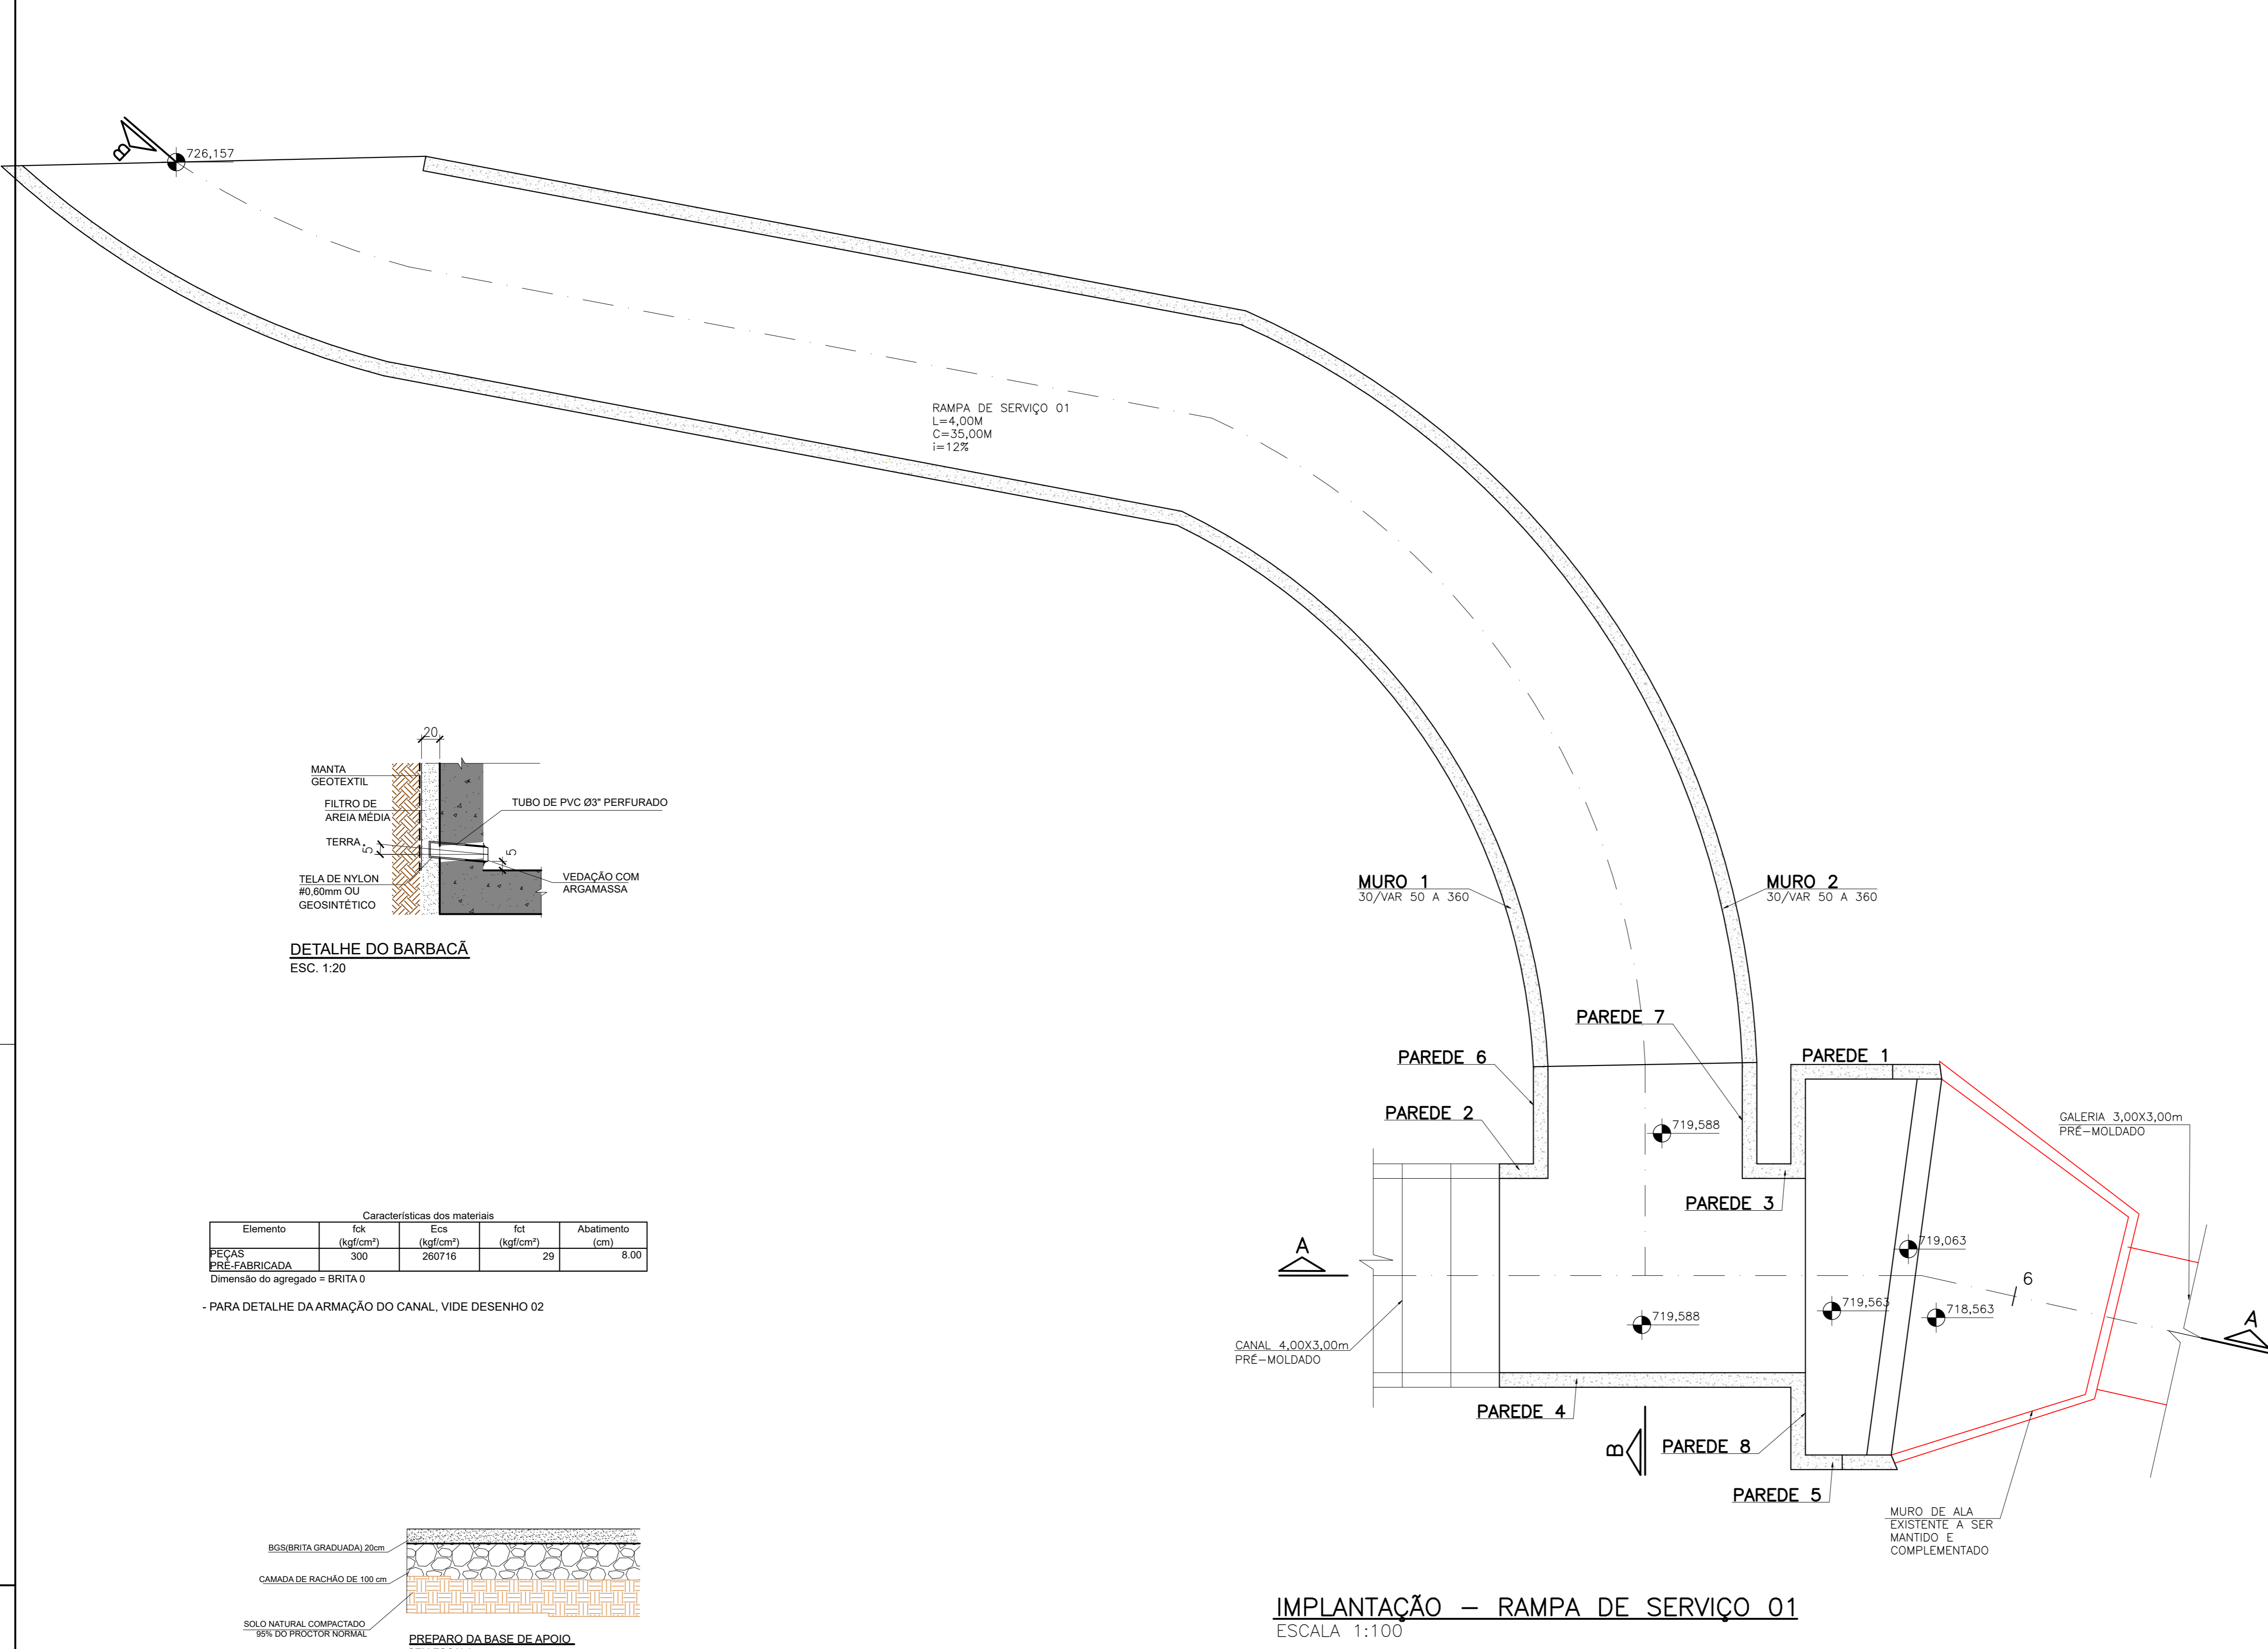 B
726,157
RAMPA DE SERVIÇO 01
L=4,00M
C=35,00M
i=12%
20
MANTA
GEOTEXTIL
FILTRO DE
AREIA MÉDIA
TERRA
5
TUBO DE PVC Ø3" PERFURADO
5
TELA DE NYLON
#0,60mm OU
GEOSINTÉTICO
VEDAÇÃO COM
ARGAMASSA
DETALHE DO BARBACÃ
ESC. 1:20
MURO 1
30/VAR 50 A 360
MURO 2
30/VAR 50 A 360
PAREDE 7
PAREDE 6
PAREDE 1
PAREDE 2
719,588
GALERIA 3,00X3,00m
PRÉ-MOLDADO
PAREDE 3
Características dos materiais
Elemento fck (kgf/cm²) Ecs (kgf/cm²) fct (kgf/cm²) Abatimento (cm)
PEÇAS PRÉ-FABRICADA 300 260716 29 8.00
Dimensão do agregado = BRITA 0
- PARA DETALHE DA ARMAÇÃO DO CANAL, VIDE DESENHO 02
A
719,063
6
719,563
718,563
719,588
A
CANAL 4,00X3,00m
PRÉ-MOLDADO
PAREDE 4
B
PAREDE 8
PAREDE 5
MURO DE ALA
EXISTENTE A SER
MANTIDO E
COMPLEMENTADO
BGS(BRITA GRADUADA) 20cm
CAMADA DE RACHÃO DE 100 cm
SOLO NATURAL COMPACTADO
95% DO PROCTOR NORMAL
PREPARO DA BASE DE APOIO
IMPLANTAÇÃO - RAMPA DE SERVIÇO 01
ESCALA 1:100